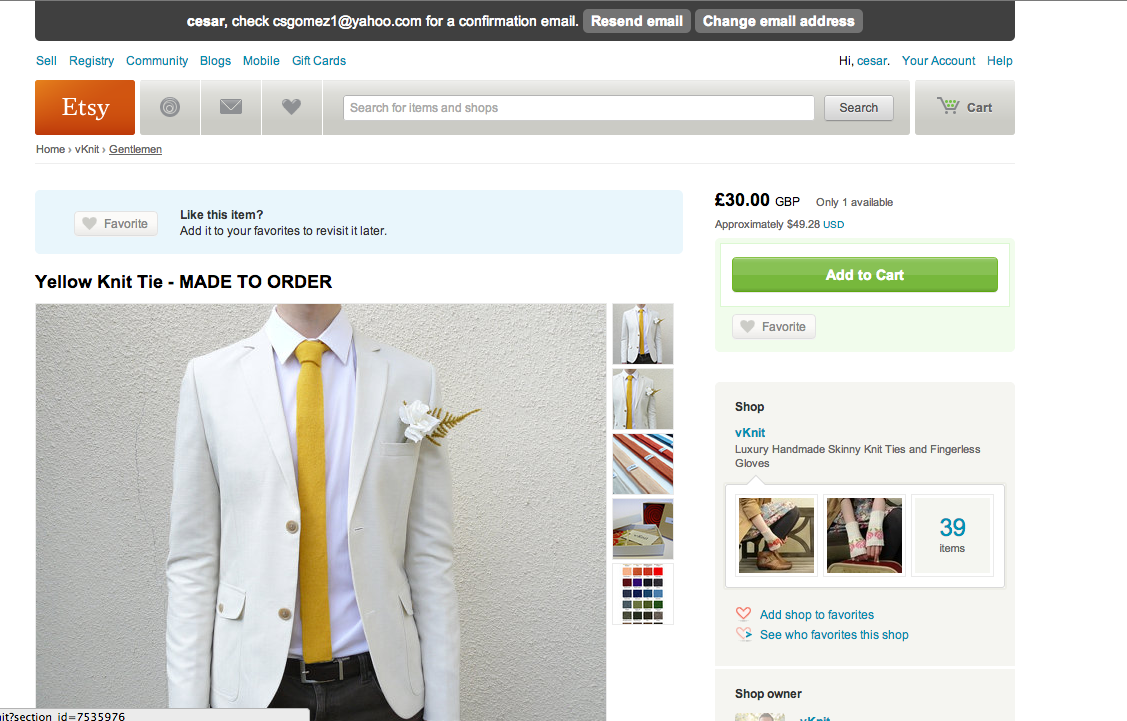 cesar, check csgomez1@yahoo.com for a confirmation email. Resend email Change email address
Sell Registry Community Blogs Mobile Gift Cards Hi, cesar. Your Account Help
Etsy Search for items and shops Search Cart
Home › vKnit › Gentlemen
£30.00 GBP Only 1 available
Approximately $49.28 USD
Favorite
Like this item?
Add it to your favorites to revisit it later.
Add to Cart
Favorite
Yellow Knit Tie - MADE TO ORDER
Shop
vKnit
Luxury Handmade Skinny Knit Ties and Fingerless
Gloves
39
items
Add shop to favorites
See who favorites this shop
Shop owner
vKnit
nit?section_id=7535976